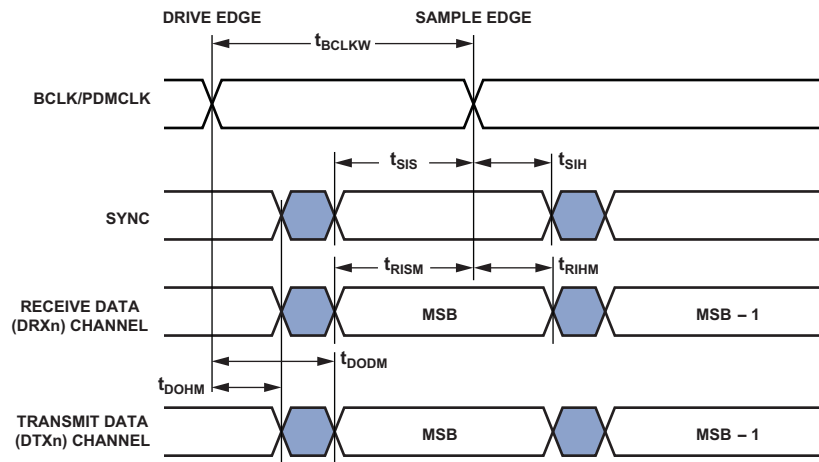 DRIVE EDGE
SAMPLE EDGE
tBCLKW
BCLK/PDMCLK
tSIS
tSIH
SYNC
tRISM
tRIHM
RECEIVE DATA
(DRXn) CHANNEL
MSB
MSB – 1
tDODM
tDOHM
TRANSMIT DATA
(DTXn) CHANNEL
MSB
MSB – 1